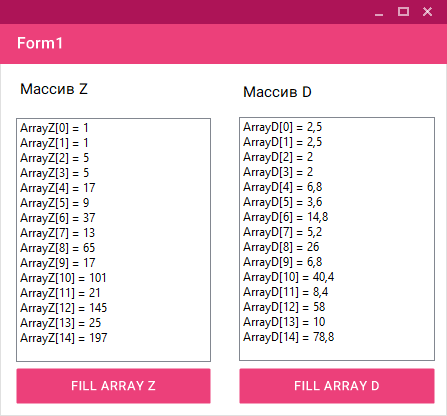 Form1
Массив Z
ArrayZ[0] = 1
ArrayZ[1] = 1
ArrayZ[2] = 5
ArrayZ[3] = 5
ArrayZ[4] = 17
ArrayZ[5] = 9
ArrayZ[6] = 37
ArrayZ[7] = 13
ArrayZ[8] = 65
ArrayZ[9] = 17
ArrayZ[10] = 101
ArrayZ[11] = 21
ArrayZ[12] = 145
ArrayZ[13] = 25
ArrayZ[14] = 197
FILL ARRAY Z
Массив D
ArrayD[0] = 2,5
ArrayD[1] = 2,5
ArrayD[2] = 2
ArrayD[3] = 2
ArrayD[4] = 6,8
ArrayD[5] = 3,6
ArrayD[6] = 14,8
ArrayD[7] = 5,2
ArrayD[8] = 26
ArrayD[9] = 6,8
ArrayD[10] = 40,4
ArrayD[11] = 8,4
ArrayD[12] = 58
ArrayD[13] = 10
ArrayD[14] = 78,8
FILL ARRAY D